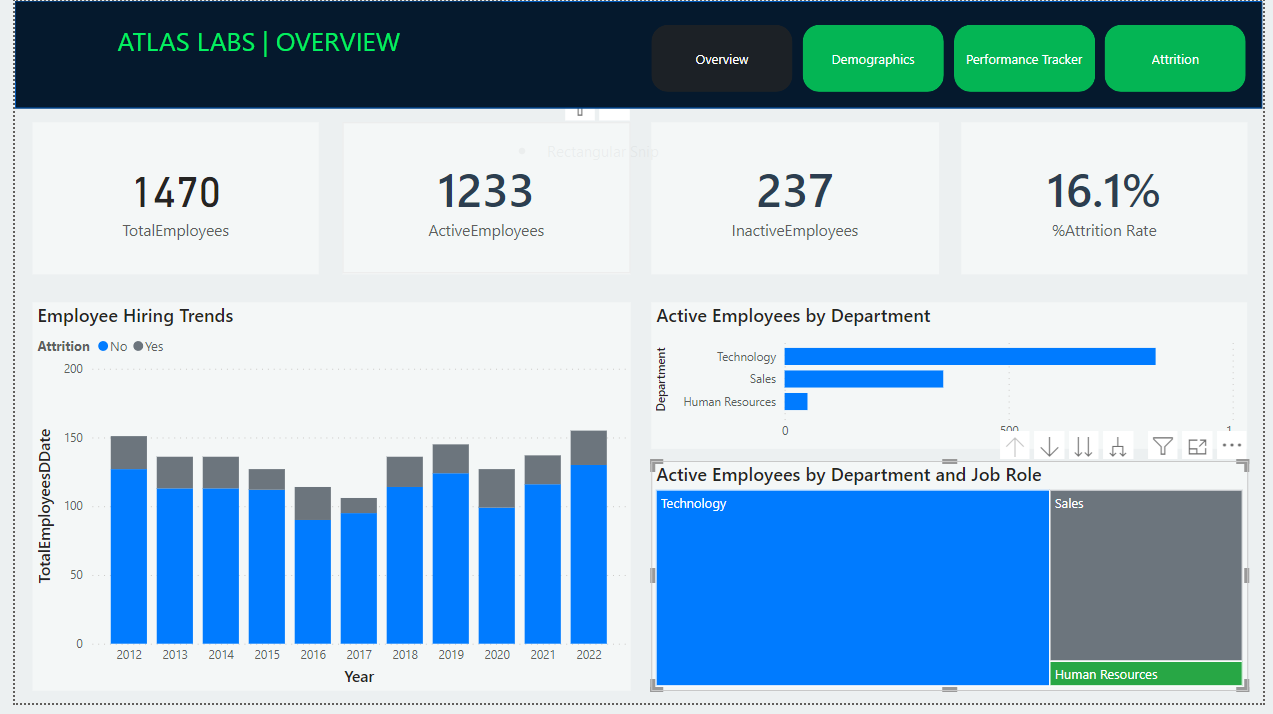 ATLAS LABS | OVERVIEW
Overview
Demographics
Performance Tracker
Attrition
Rectangular Snip
1470
TotalEmployees
1233
ActiveEmployees
237
InactiveEmployees
16.1%
%Attrition Rate
Employee Hiring Trends
Attrition No Yes
200
150
100
50
0
TotalEmployeesDDate
2012 2013 2014 2015 2016 2017 2018 2019 2020 2021 2022
Year
Active Employees by Department
Department
Technology
Sales
Human Resources
0 500
Active Employees by Department and Job Role
Technology
Sales
Human Resources